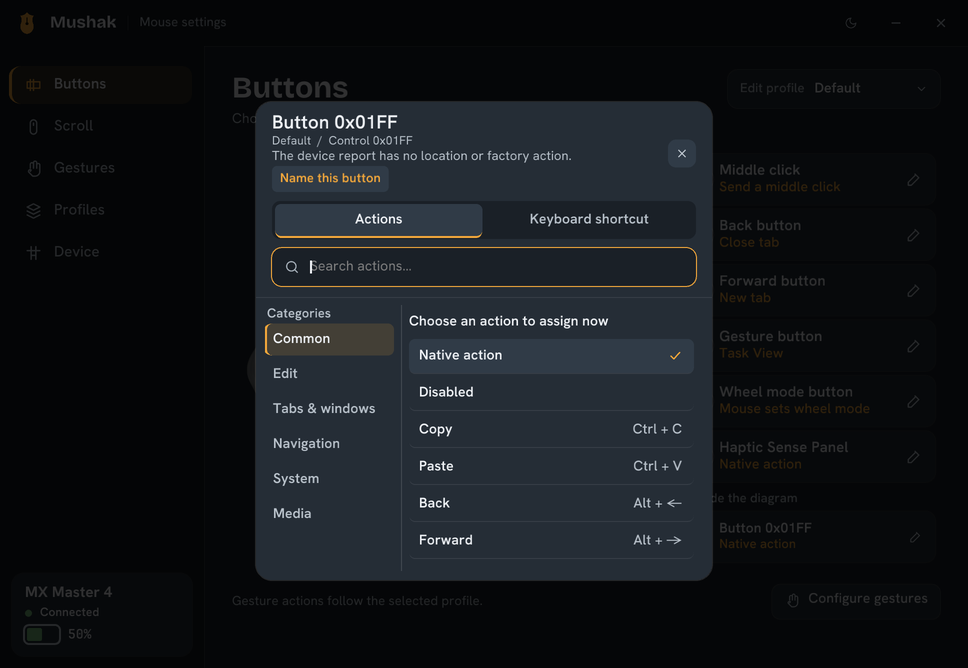 Mushak
Mouse settings
Buttons
Scroll
Gestures
Profiles
Device
MX Master 4
Connected
50%
Buttons
Edit profile Default
Button 0x01FF
Default / Control 0x01FF
The device report has no location or factory action.
Name this button
Actions
Keyboard shortcut
Search actions...
Categories
Common
Edit
Tabs & windows
Navigation
System
Media
Choose an action to assign now
Native action
Disabled
Copy Ctrl + C
Paste Ctrl + V
Back Alt + ←
Forward Alt + →
Middle click
Send a middle click
Back button
Close tab
Forward button
New tab
Gesture button
Task View
Wheel mode button
Mouse sets wheel mode
Haptic Sense Panel
Native action
the diagram
Button 0x01FF
Native action
Gesture actions follow the selected profile.
Configure gestures